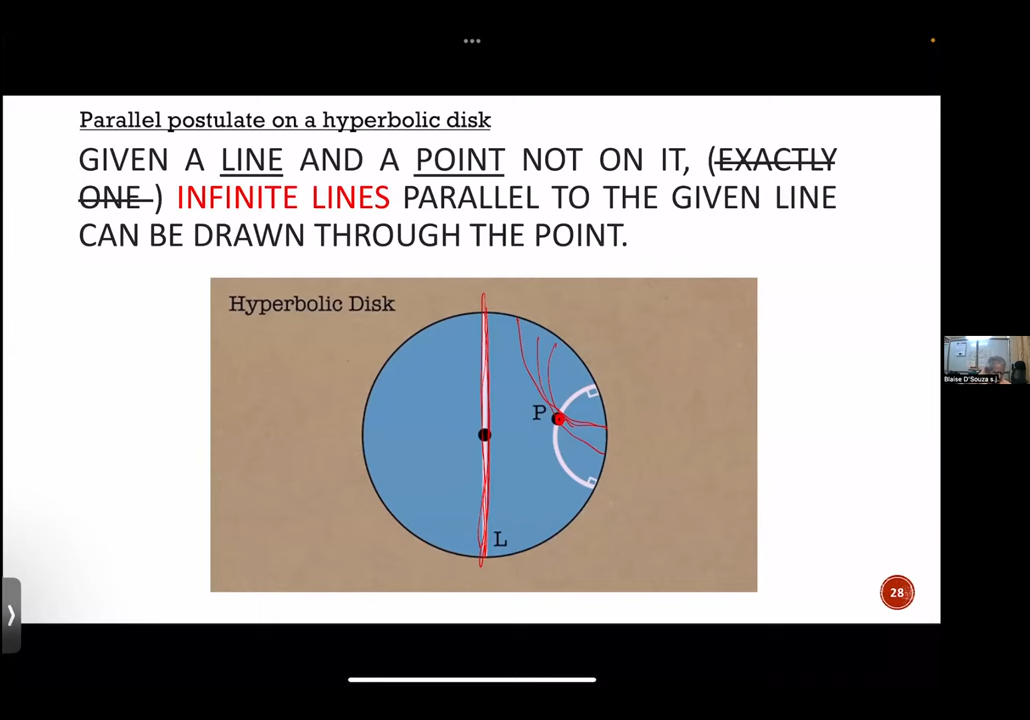 Parallel postulate on a hyperbolic disk
GIVEN A LINE AND A POINT NOT ON IT, (EXACTLY
ONE ) INFINITE LINES PARALLEL TO THE GIVEN LINE
CAN BE DRAWN THROUGH THE POINT.
Hyperbolic Disk
P
L
28
Blaise D'Souza s.j.